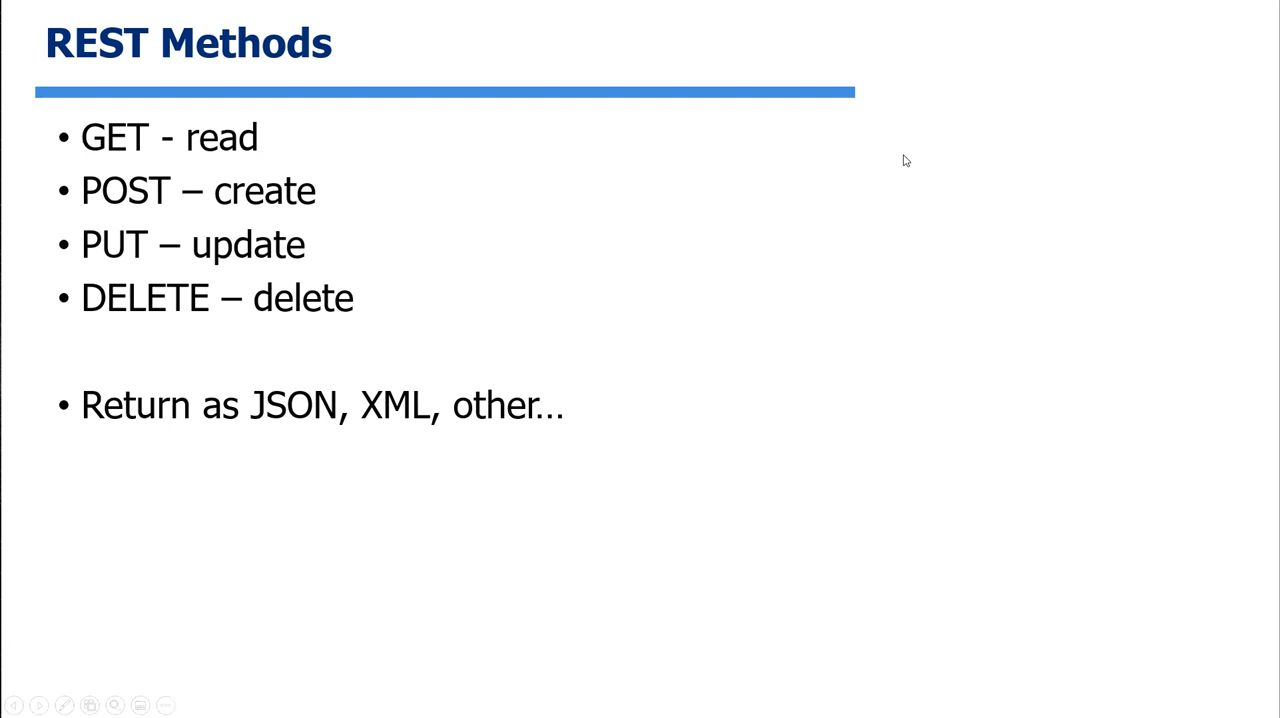 REST Methods
• GET - read
• POST – create
• PUT – update
• DELETE – delete
• Return as JSON, XML, other...